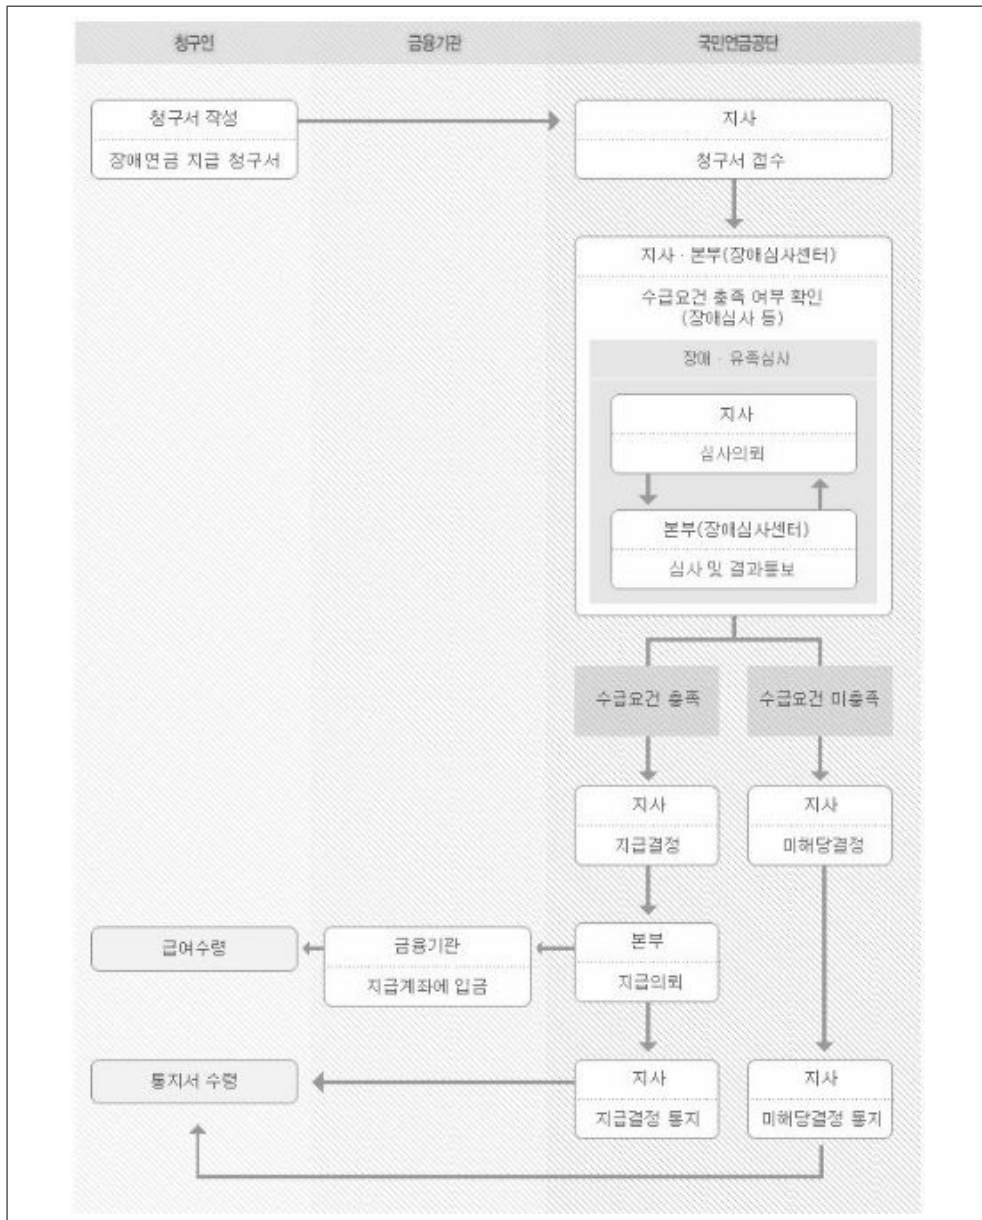 청구인
금융기관
국민연금공단
청구서 작성
장애연금 지급 청구서
지사
청구서 접수
지사 · 본부(장애심사센터)
수급요건 충족 여부 확인
(장애심사 등)
장애 · 유족심사
지사
심사의뢰
본부(장애심사센터)
심사 및 결과통보
수급요건 충족
수급요건 미충족
지사
지급결정
지사
미해당결정
급여수령
금융기관
지급계좌에 입금
본부
지급의뢰
통지서 수령
지사
지급결정 통지
지사
미해당결정 통지